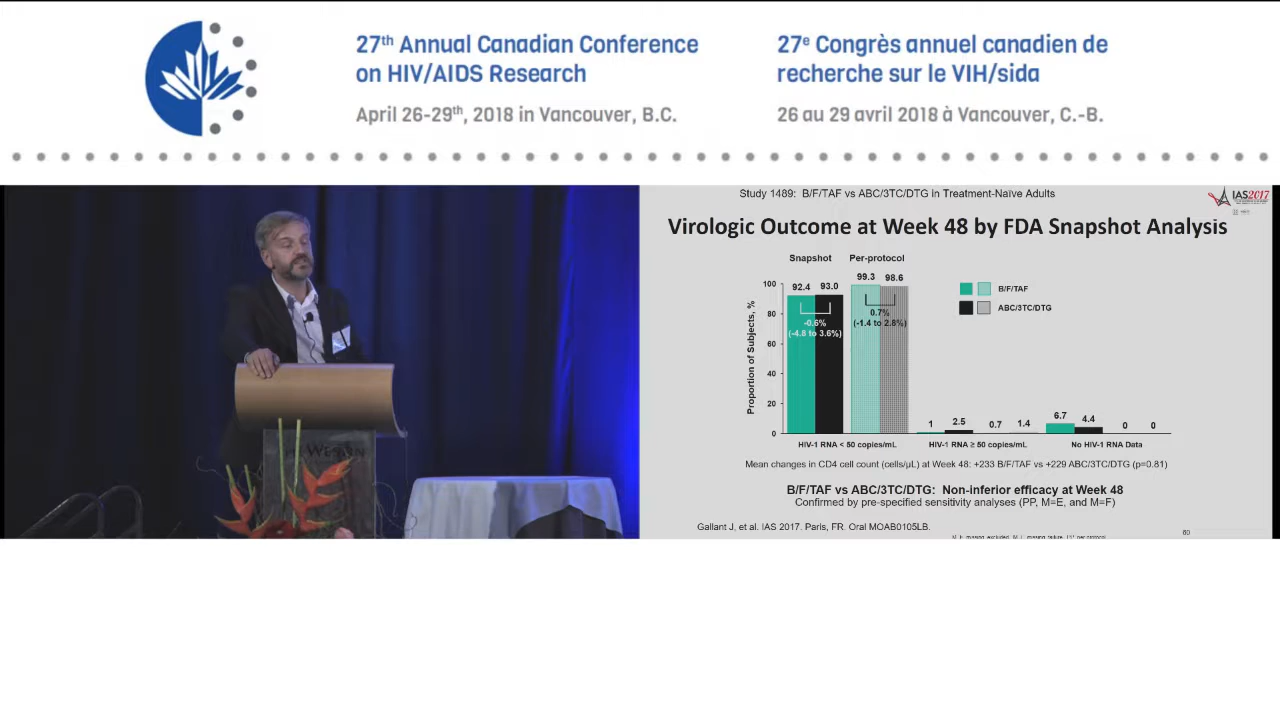 27th Annual Canadian Conference
on HIV/AIDS Research
April 26-29th, 2018 in Vancouver, B.C.
27e Congrès annuel canadien de
recherche sur le VIH/sida
26 au 29 avril 2018 à Vancouver, C.-B.
THE WESTIN
Study 1489: B/F/TAF vs ABC/3TC/DTG in Treatment-Naïve Adults
IAS2017
Virologic Outcome at Week 48 by FDA Snapshot Analysis
Snapshot Per-protocol
99.3 98.6
92.4 93.0
B/F/TAF
ABC/3TC/DTG
Proportion of Subjects, %
100
80
60
40
20
0
-0.6%
(-4.8 to 3.6%)
0.7%
(-1.4 to 2.8%)
1 2.5 0.7 1.4 6.7 4.4 0 0
HIV-1 RNA < 50 copies/mL HIV-1 RNA ≥ 50 copies/mL No HIV-1 RNA Data
Mean changes in CD4 cell count (cells/μL) at Week 48: +233 B/F/TAF vs +229 ABC/3TC/DTG (p=0.81)
B/F/TAF vs ABC/3TC/DTG: Non-inferior efficacy at Week 48
Confirmed by pre-specified sensitivity analyses (PP, M=E, and M=F)
Gallant J, et al. IAS 2017. Paris, FR. Oral MOAB0105LB.
60